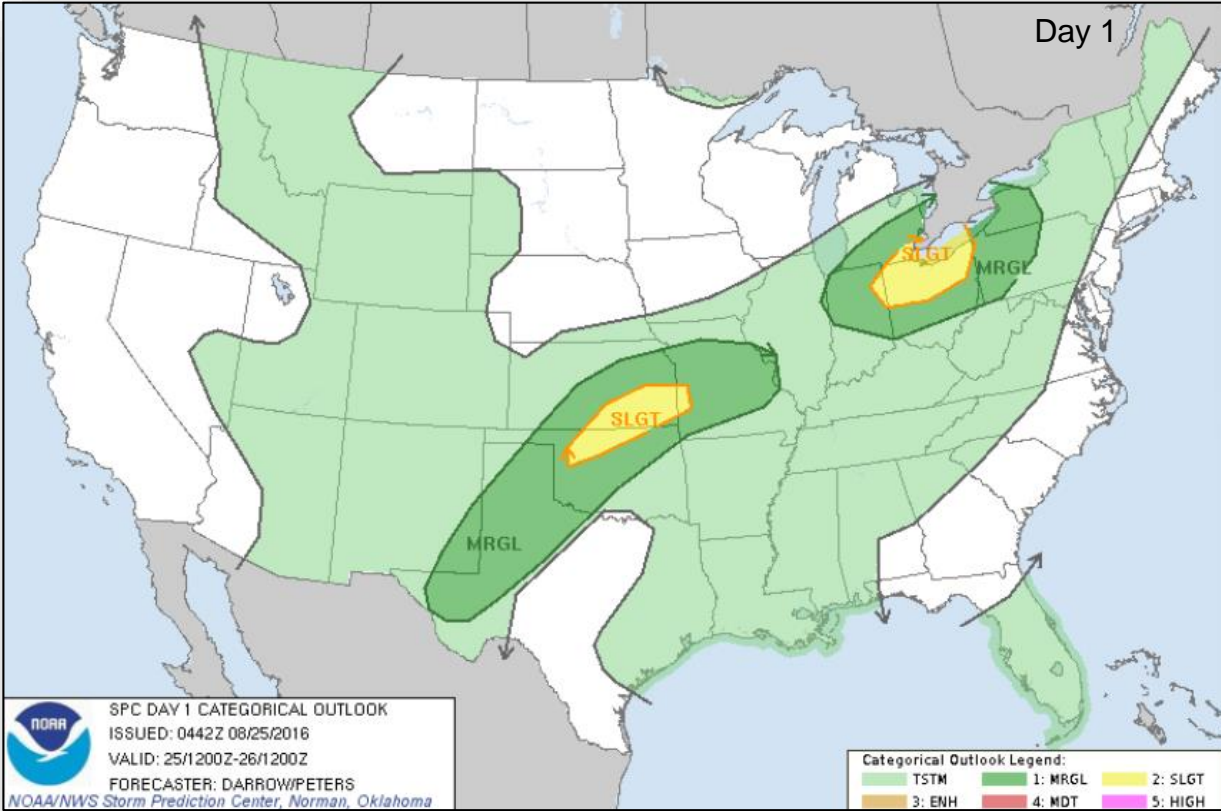 Day 1
SLGT
MRGL
SLGT
MRGL
NOAA
SPC DAY 1 CATEGORICAL OUTLOOK
ISSUED: 0442Z 08/25/2016
VALID: 25/1200Z-26/1200Z
FORECASTER: DARROW/PETERS
NOAA/NWS Storm Prediction Center, Norman, Oklahoma
Categorical Outlook Legend:
TSTM 1: MRGL 2: SLGT
3: ENH 4: MDT 5: HIGH